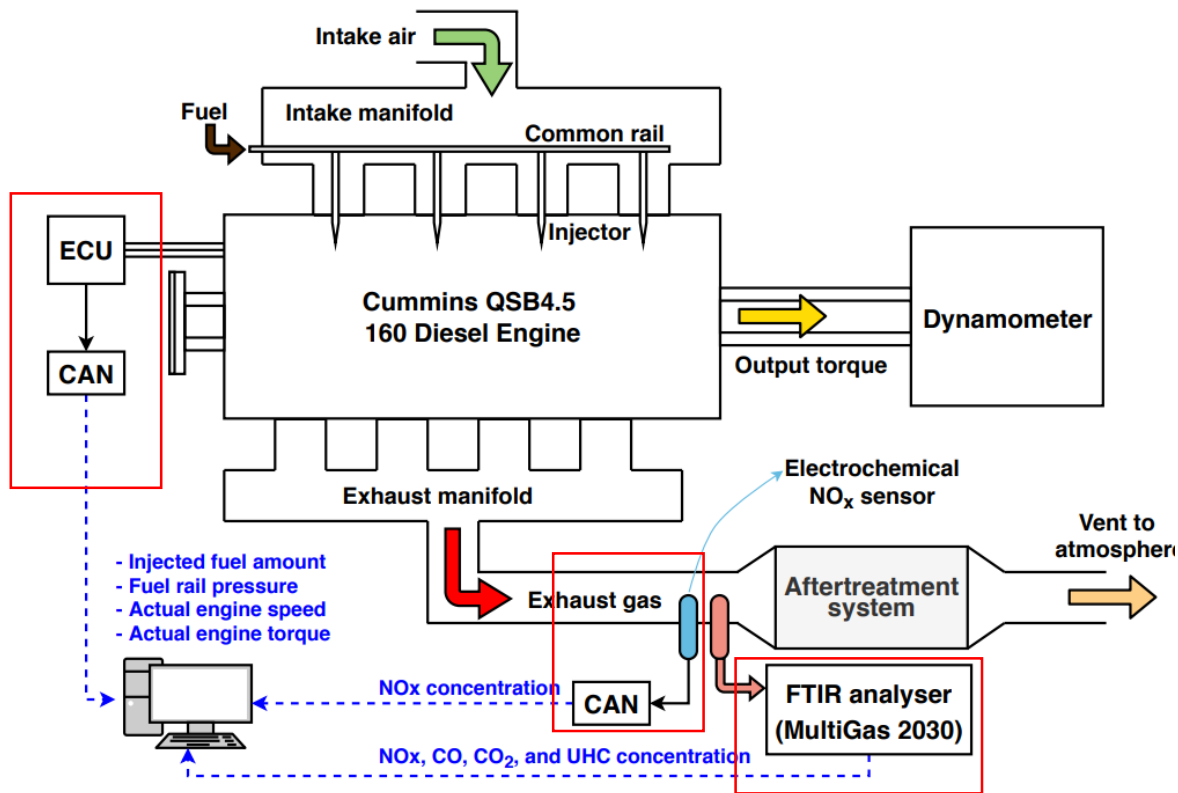 Intake air
Intake manifold
Fuel
Common rail
Injector
ECU
CAN
Cummins QSB4.5
160 Diesel Engine
Dynamometer
Output torque
Exhaust manifold
Electrochemical
NOx sensor
Vent to
atmosphere
- Injected fuel amount
- Fuel rail pressure
- Actual engine speed
- Actual engine torque
Exhaust gas
Aftertreatment
system
NOx concentration
CAN
FTIR analyser
(MultiGas 2030)
NOx, CO, CO₂, and UHC concentration